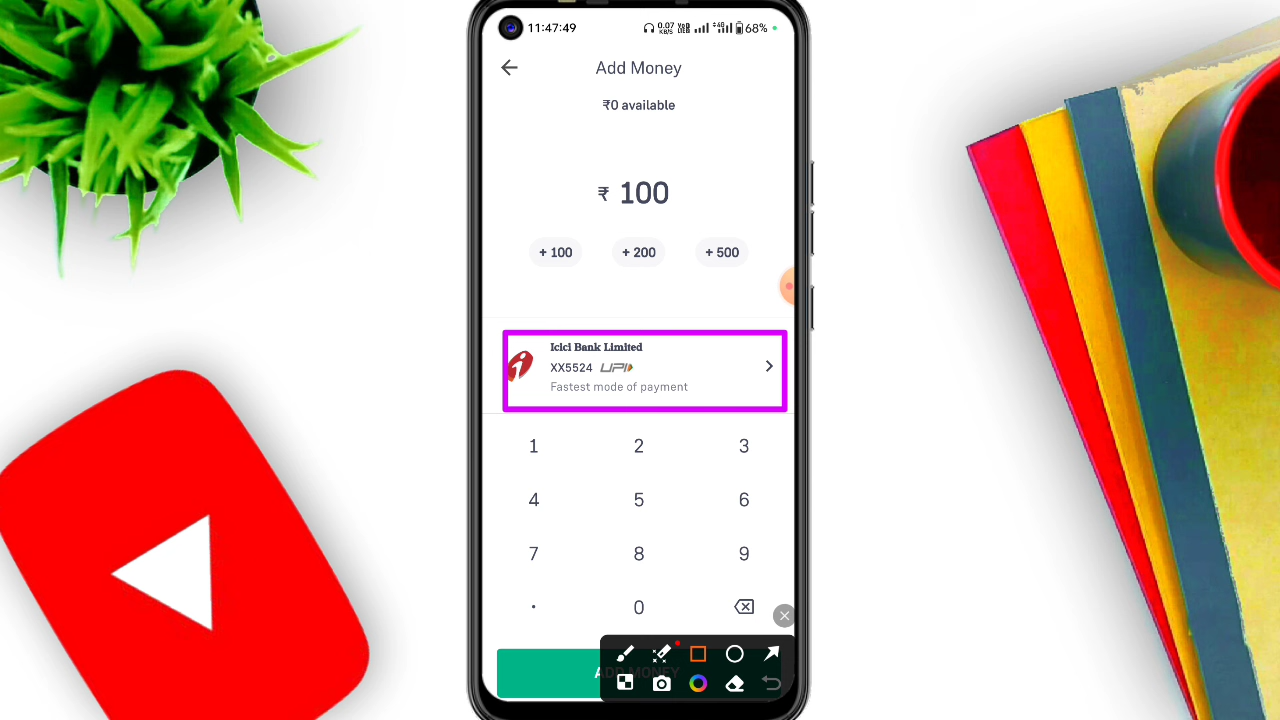 11:47:49
0.07 KB/S
68%
Add Money
₹0 available
₹ 100
+ 100
+ 200
+ 500
Icici Bank Limited
XX5524 UPI
Fastest mode of payment
1 2 3
4 5 6
7 8 9
. 0
ADD MONEY